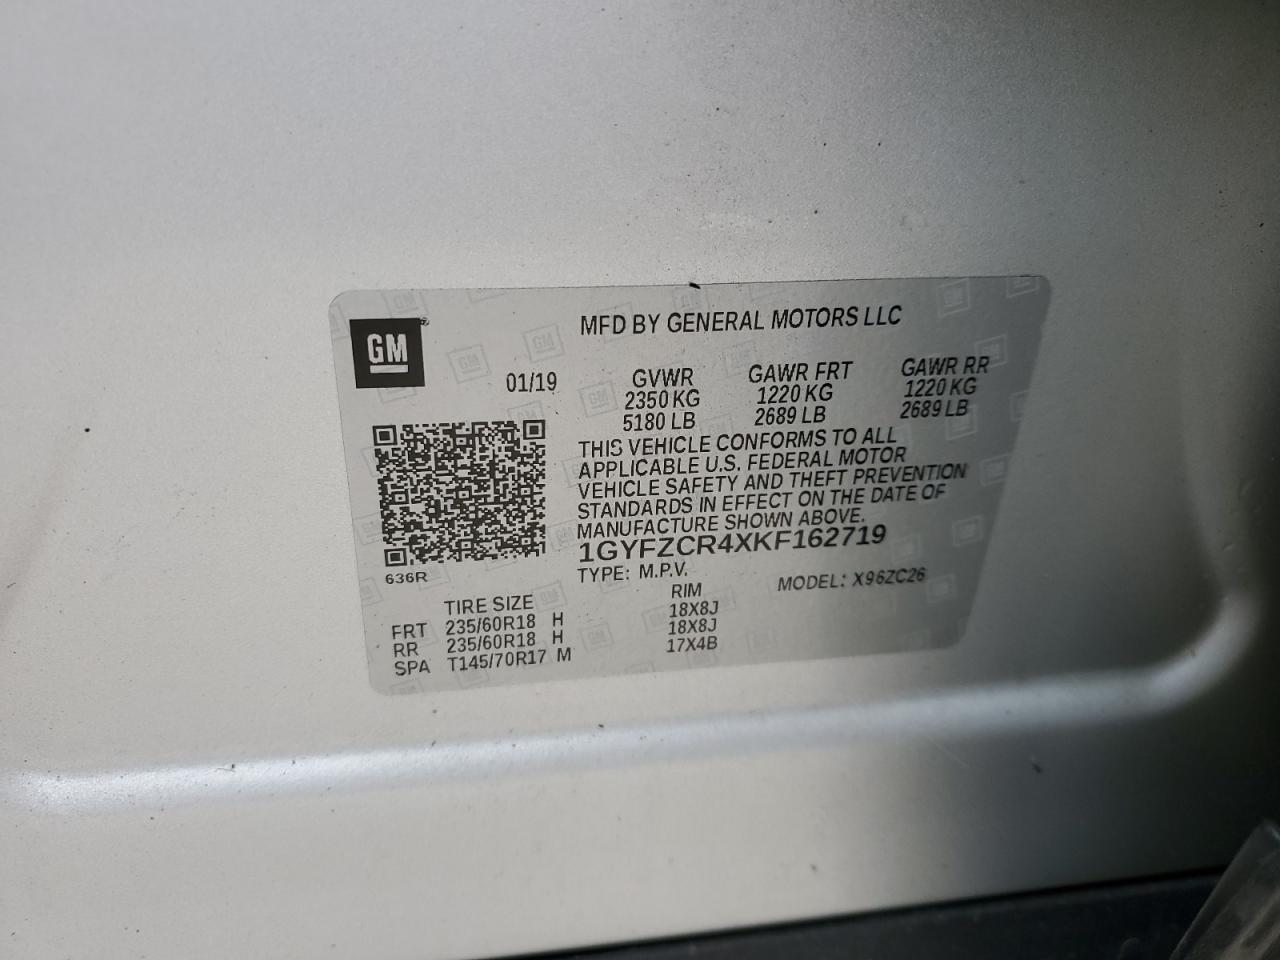 GM
MFD BY GENERAL MOTORS LLC
01/19
GVWR GAWR FRT GAWR RR
2350 KG 1220 KG 1220 KG
5180 LB 2689 LB 2689 LB
THIS VEHICLE CONFORMS TO ALL
APPLICABLE U.S. FEDERAL MOTOR
VEHICLE SAFETY AND THEFT PREVENTION
STANDARDS IN EFFECT ON THE DATE OF
MANUFACTURE SHOWN ABOVE.
1GYFZCR4XKF162719
636R
TYPE: M.P.V. MODEL: X96ZC26
TIRE SIZE RIM
FRT 235/60R18 H 18X8J
RR 235/60R18 H 18X8J
SPA T145/70R17 M 17X4B